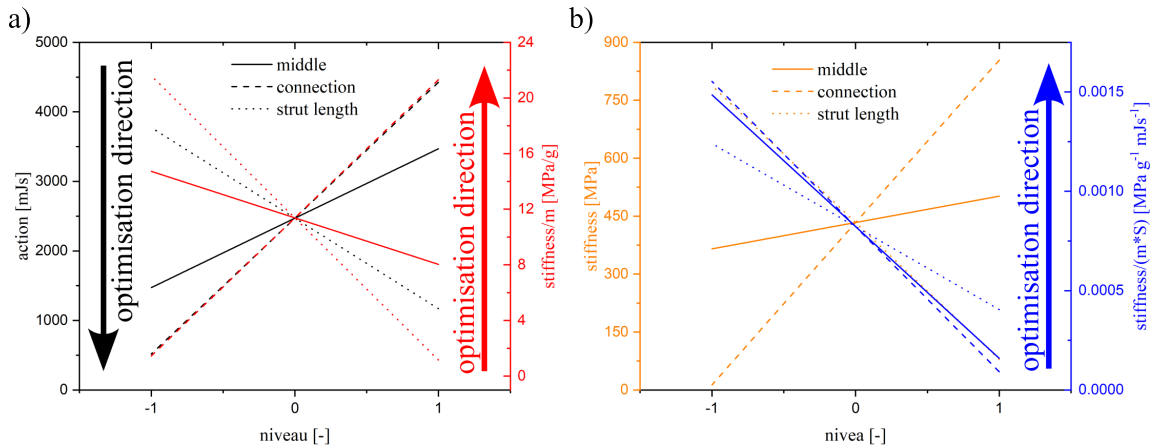 a)
5000
4000
3000
2000
1000
0
action [mJs]
optimisation direction
middle
connection
strut length
-1
0
1
niveau [-]
24
20
16
12
8
4
0
stiffness/m [MPa/g]
optimisation direction
b)
900
750
600
450
300
150
0
stiffness [MPa]
middle
connection
strut length
-1
0
1
nivea [-]
0.0015
0.0010
0.0005
0.0000
stiffness/(m*S) [MPa g⁻¹ mJs⁻¹]
optimisation direction